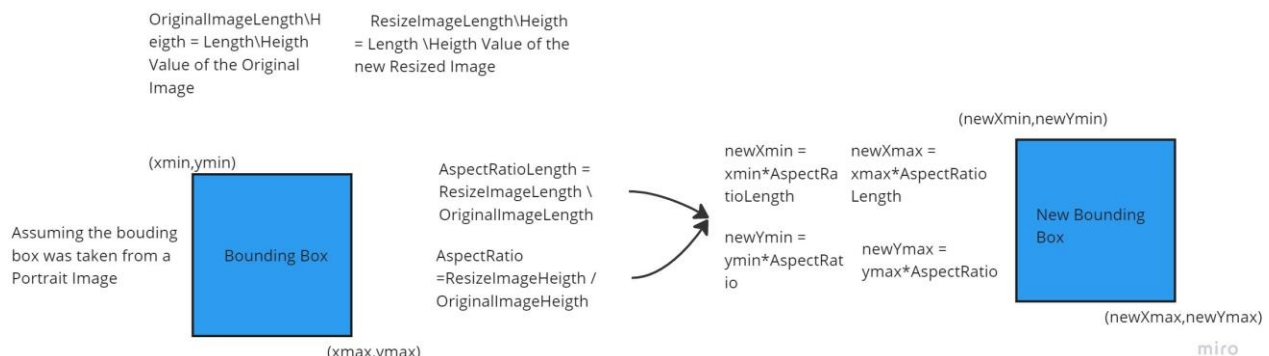 OriginalImageLength\H
eigth = Length\Heigth
Value of the Original
Image
ResizeImageLength\Heigth
= Length \Heigth Value of the
new Resized Image
(xmin,ymin)
Assuming the bouding
box was taken from a
Portrait Image
Bounding Box
(xmax,ymax)
AspectRatioLength =
ResizeImageLength \
OriginalImageLength
AspectRatio
=ResizeImageHeigth /
OriginalImageHeigth
newXmin =
xmin*AspectRa
tioLength
newXmax =
xmax*AspectRatio
Length
newYmin =
ymin*AspectRat
io
newYmax =
ymax*AspectRatio
(newXmin,newYmin)
New Bounding
Box
(newXmax,newYmax)
miro